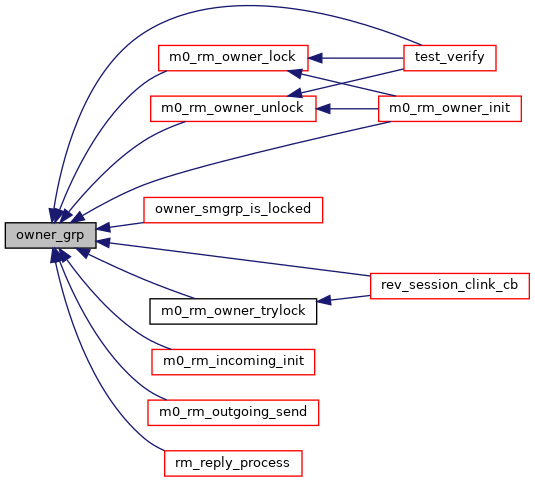 m0_rm_owner_lock
test_verify
m0_rm_owner_unlock
m0_rm_owner_init
owner_smgrp_is_locked
owner_grp
rev_session_clink_cb
m0_rm_owner_trylock
m0_rm_incoming_init
m0_rm_outgoing_send
rm_reply_process